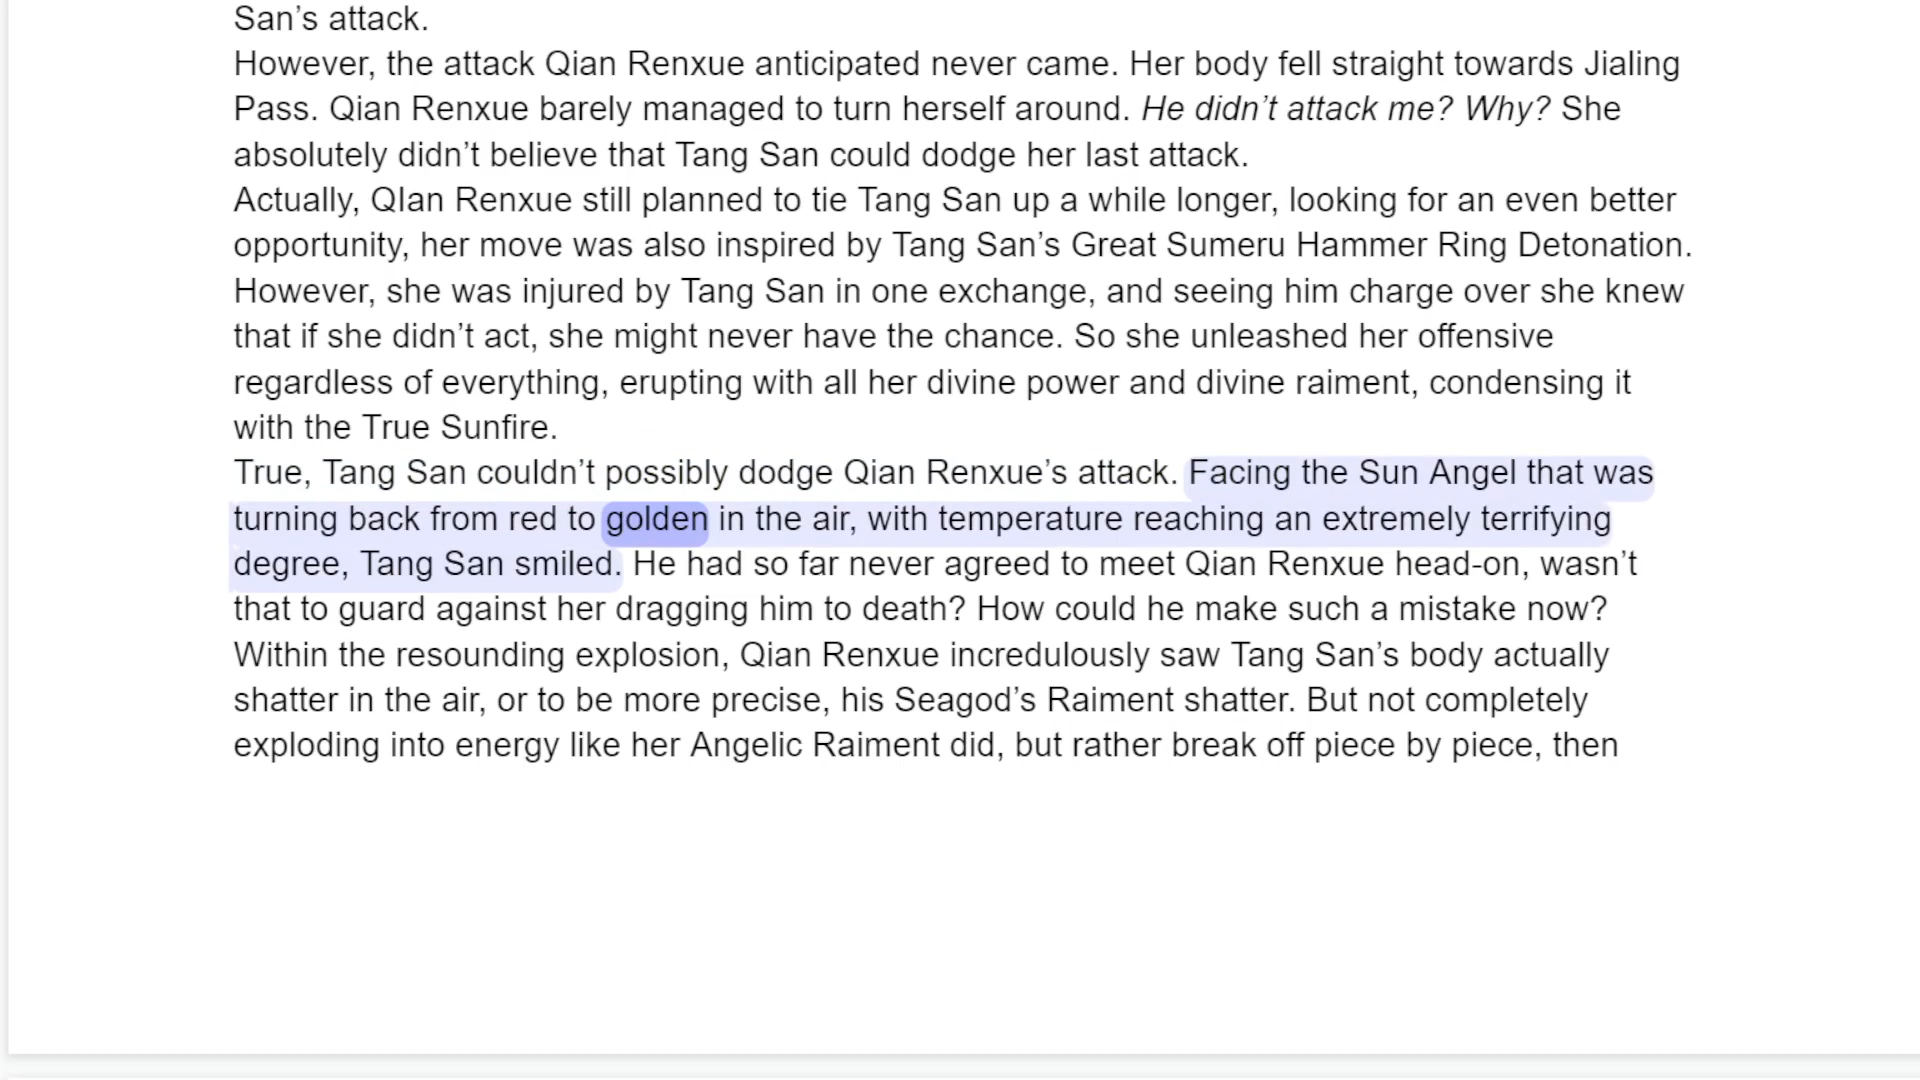 San’s attack.
However, the attack Qian Renxue anticipated never came. Her body fell straight towards Jialing
Pass. Qian Renxue barely managed to turn herself around. He didn’t attack me? Why? She
absolutely didn’t believe that Tang San could dodge her last attack.
Actually, QIan Renxue still planned to tie Tang San up a while longer, looking for an even better
opportunity, her move was also inspired by Tang San’s Great Sumeru Hammer Ring Detonation.
However, she was injured by Tang San in one exchange, and seeing him charge over she knew
that if she didn’t act, she might never have the chance. So she unleashed her offensive
regardless of everything, erupting with all her divine power and divine raiment, condensing it
with the True Sunfire.
True, Tang San couldn’t possibly dodge Qian Renxue’s attack. Facing the Sun Angel that was
turning back from red to golden in the air, with temperature reaching an extremely terrifying
degree, Tang San smiled. He had so far never agreed to meet Qian Renxue head-on, wasn’t
that to guard against her dragging him to death? How could he make such a mistake now?
Within the resounding explosion, Qian Renxue incredulously saw Tang San’s body actually
shatter in the air, or to be more precise, his Seagod’s Raiment shatter. But not completely
exploding into energy like her Angelic Raiment did, but rather break off piece by piece, then